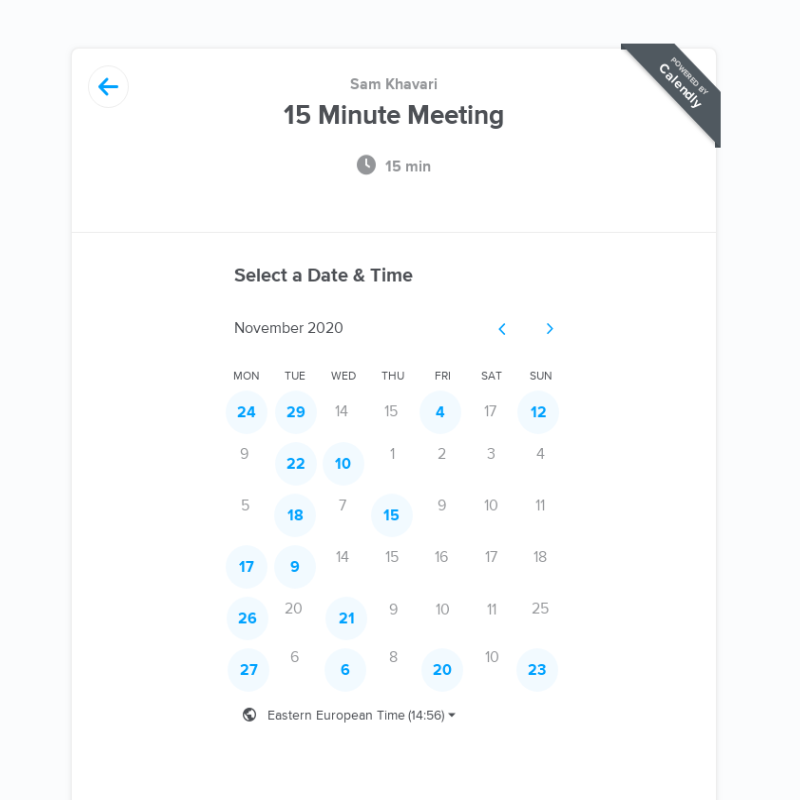 Sam Khavari
15 Minute Meeting
15 min
POWERED BY
Calendly
Select a Date & Time
November 2020
MON TUE WED THU FRI SAT SUN
24 29 14 15 4 17 12
9 22 10 1 2 3 4
5 18 7 15 9 10 11
17 9 14 15 16 17 18
26 20 21 9 10 11 25
27 6 6 8 20 10 23
Eastern European Time (14:56)